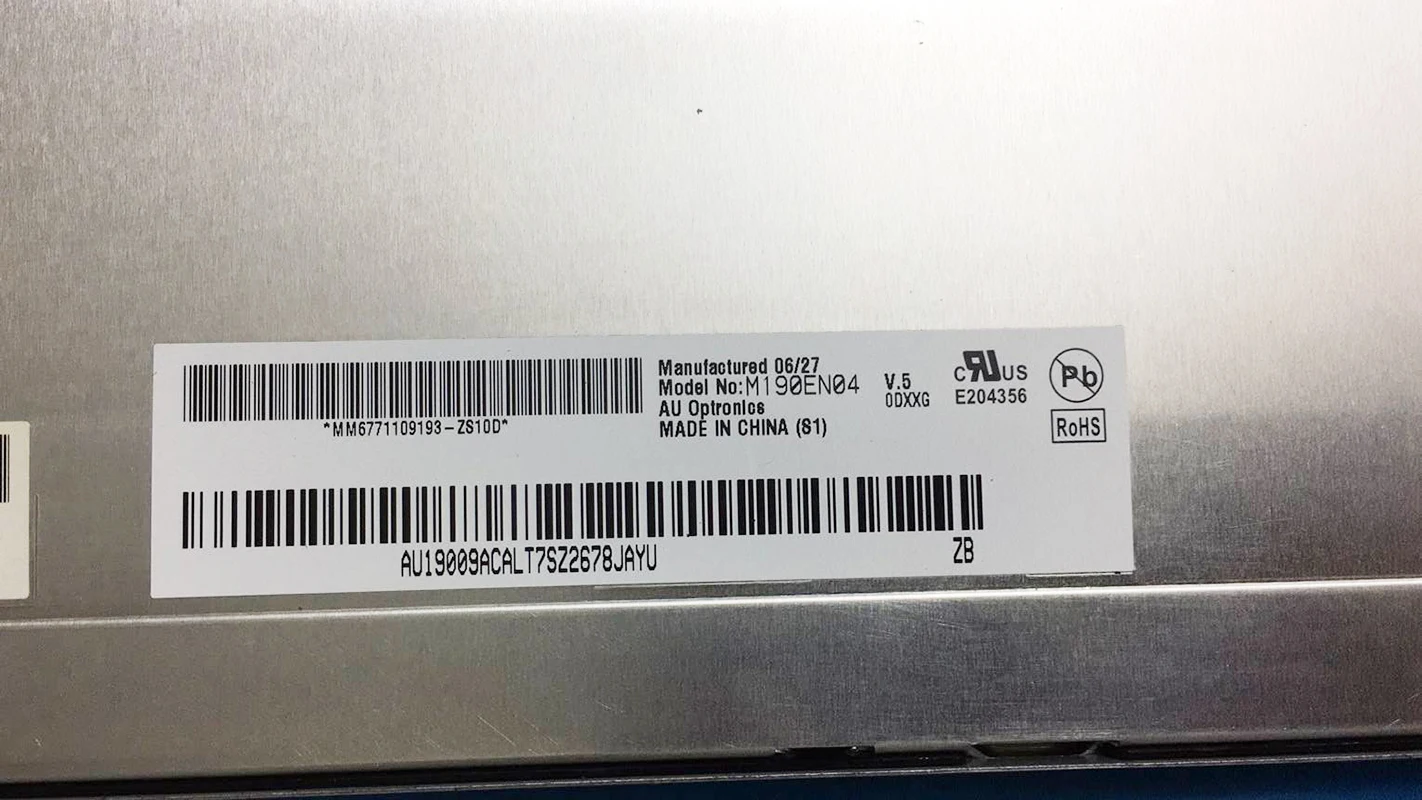 *MM6771109193-ZS10D*
Manufactured 06/27
Model No:M190EN04 V.5
0DXXG
AU Optronics
MADE IN CHINA (S1)
C RU US
E204356
Pb
RoHS
AU19009ACALT7SZ2678JAYU ZB